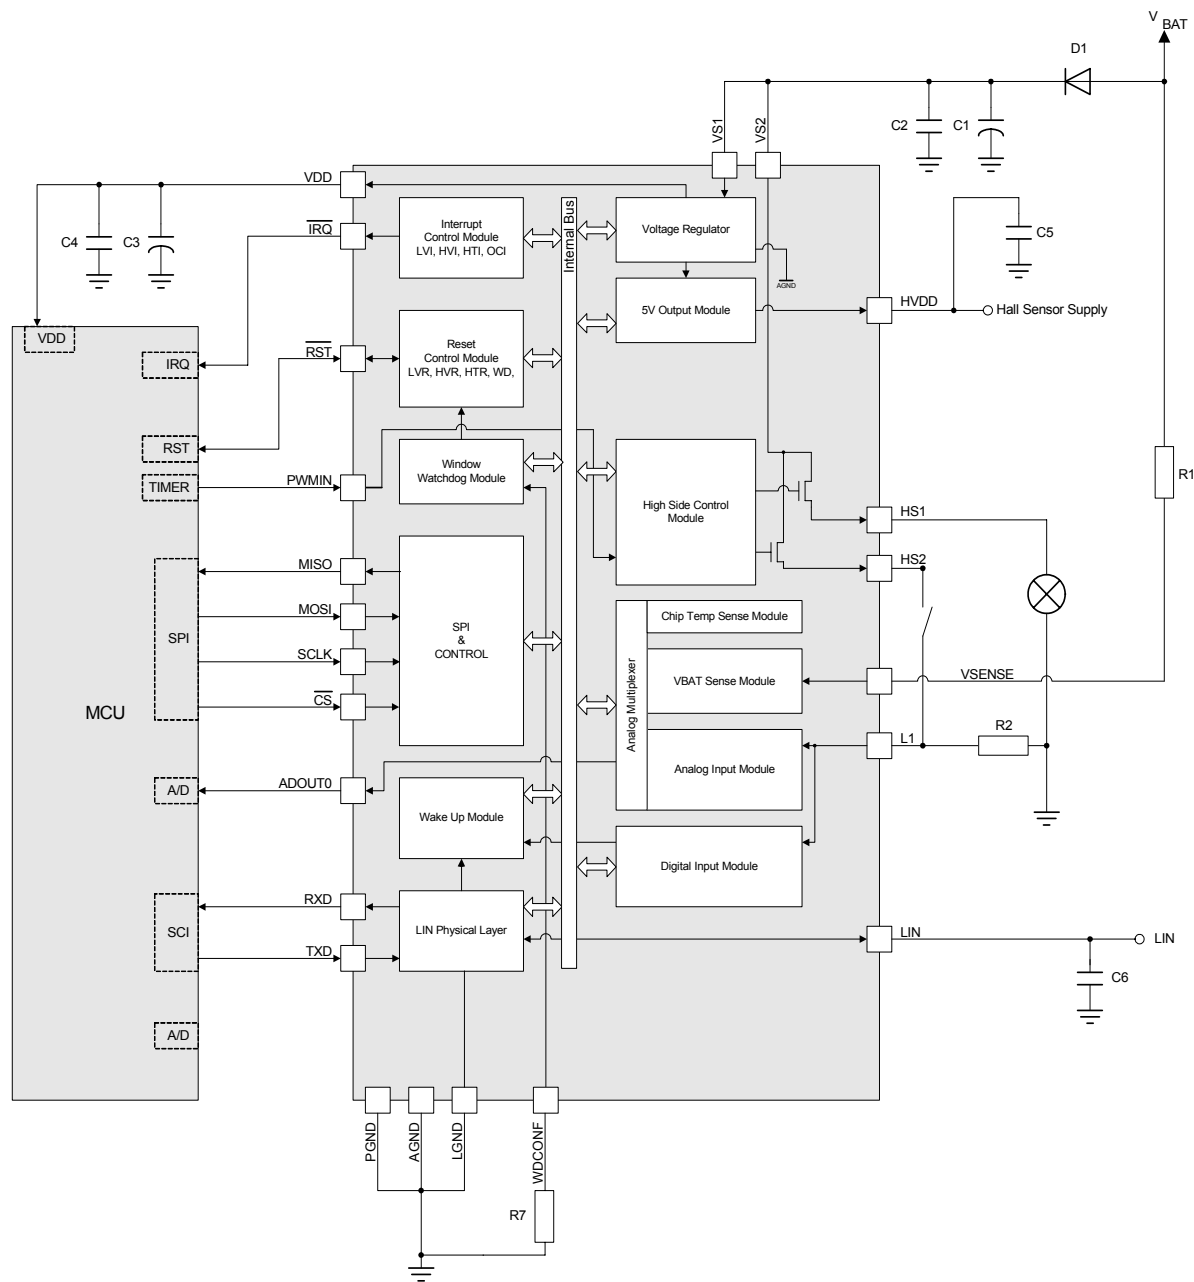 V
BAT
D1
C2
C1
VS1
VS2
VDD
IRQ
C4
C3
Interrupt
Control Module
LVI, HVI, HTI, OCI
Internal Bus
Voltage Regulator
AGND
C5
5V Output Module
HVDD
Hall Sensor Supply
VDD
IRQ
RST
Reset
Control Module
LVR, HVR, HTR, WD,
RST
TIMER
PWMIN
Window
Watchdog Module
High Side Control
Module
R1
HS1
HS2
MISO
MOSI
SCLK
CS
SPI
SPI
&
CONTROL
MCU
Chip Temp Sense Module
Analog Multiplexer
VBAT Sense Module
VSENSE
Analog Input Module
L1
R2
A/D
ADOUT0
Wake Up Module
Digital Input Module
RXD
SCI
TXD
LIN Physical Layer
LIN
LIN
C6
A/D
PGND
AGND
LGND
WDCONF
R7